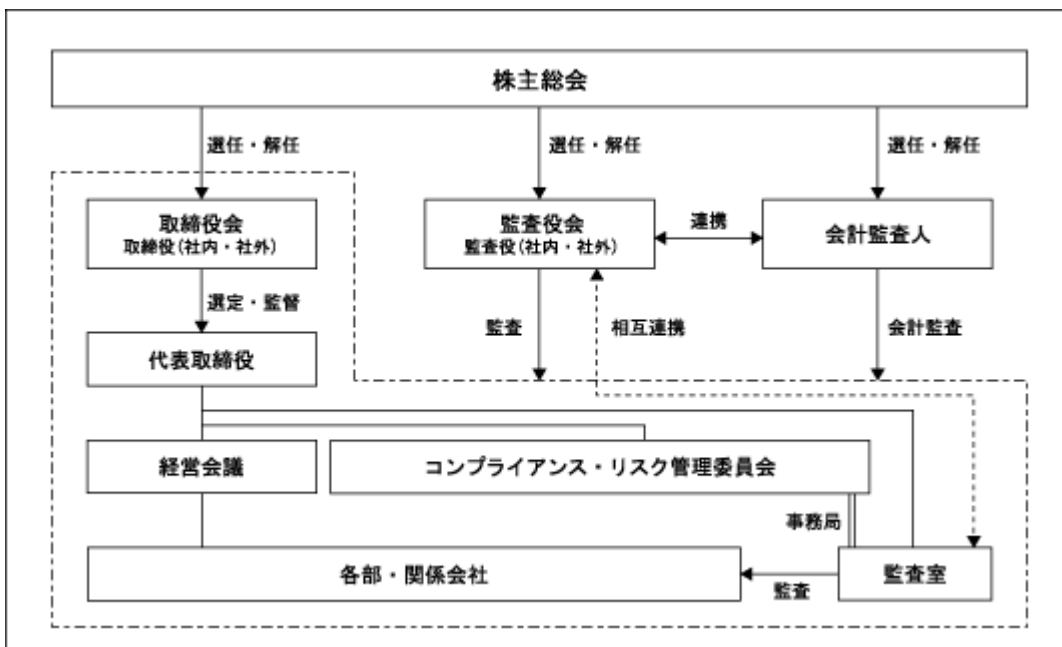 株主総会
選任・解任
選任・解任
選任・解任
取締役会
取締役(社内・社外)
監査役会
監査役(社内・社外)
連携
会計監査人
選定・監督
監査
相互連携
会計監査
代表取締役
経営会議
コンプライアンス・リスク管理委員会
事務局
各部・関係会社
監査
監査室